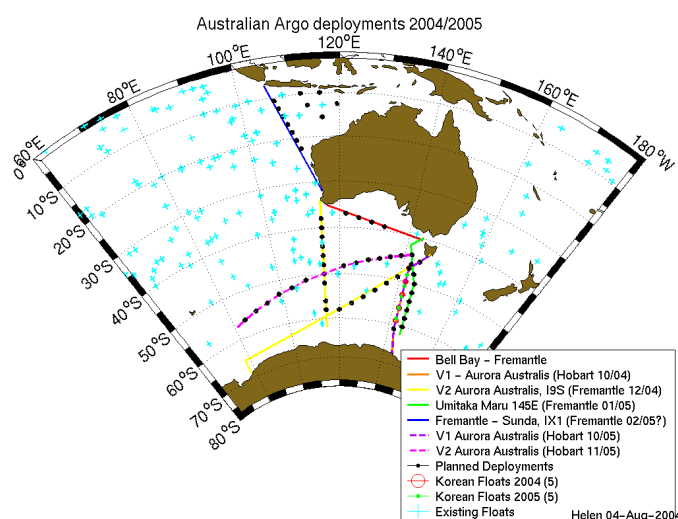 Australian Argo deployments 2004/2005
60°E
80°E
100°E
120°E
140°E
160°E
180°W
0°
10°S
20°S
30°S
40°S
50°S
60°S
70°S
80°S
Bell Bay – Fremantle
V1 – Aurora Australis (Hobart 10/04)
V2 Aurora Australis, I9S (Fremantle 12/04)
Umitaka Maru 145E (Fremantle 01/05)
Fremantle – Sunda, IX1 (Fremantle 02/05?)
V1 Aurora Australis (Hobart 10/05)
V2 Aurora Australis (Hobart 11/05)
Planned Deployments
Korean Floats 2004 (5)
Korean Floats 2005 (5)
Existing Floats
Helen 04–Aug–2004